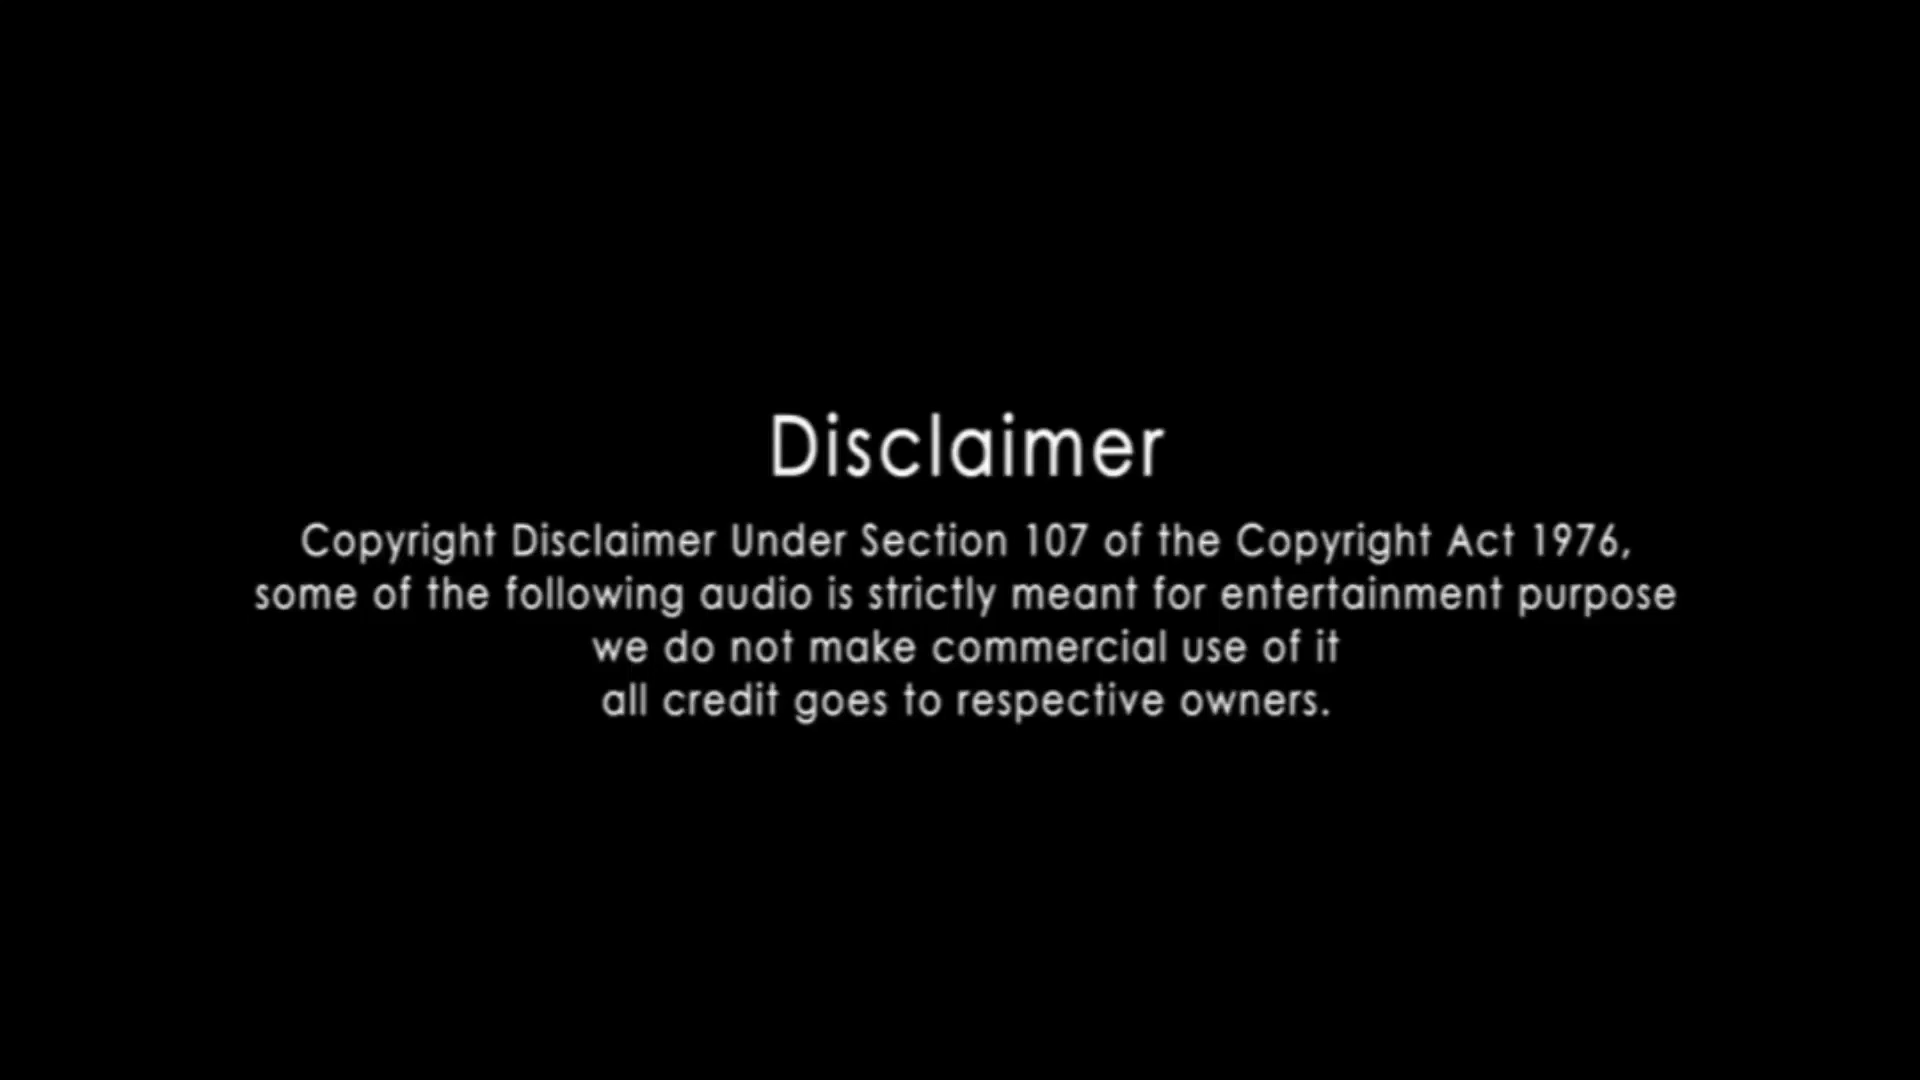 Disclaimer
Copyright Disclaimer Under Section 107 of the Copyright Act 1976,
some of the following audio is strictly meant for entertainment purpose
we do not make commercial use of it
all credit goes to respective owners.